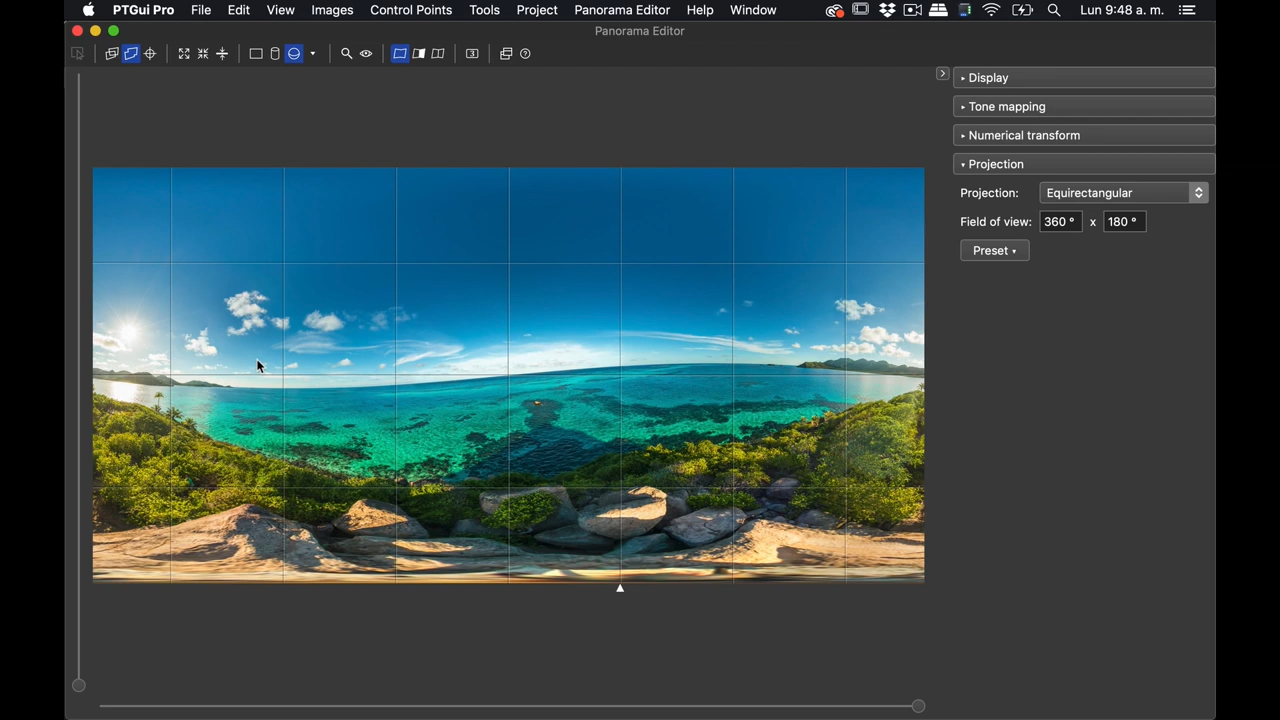 PTGui Pro File Edit View Images Control Points Tools Project Panorama Editor Help Window Lun 9:48 a. m.
Panorama Editor
3
Display
Tone mapping
Numerical transform
Projection
Projection: Equirectangular
Field of view: 360 ° x 180 °
Preset